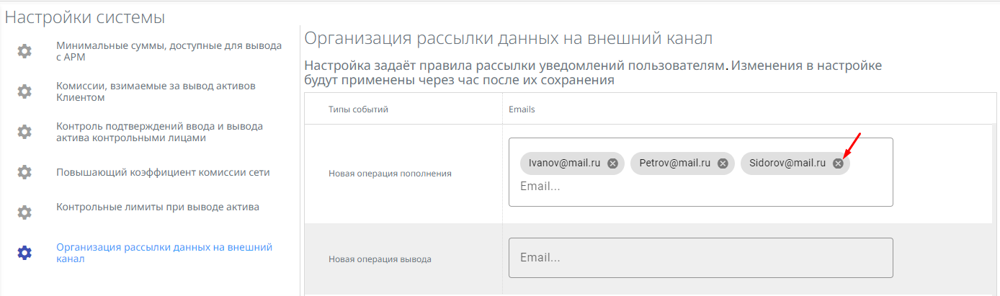 Настройки системы
Минимальные суммы, доступные для вывода
с АРМ
Комиссии, взимаемые за вывод активов
Клиентом
Контроль подтверждений ввода и вывода
актива контрольными лицами
Повышающий коэффициент комиссии сети
Контрольные лимиты при выводе актива
Организация рассылки данных на внешний
канал
Организация рассылки данных на внешний канал
Настройка задаёт правила рассылки уведомлений пользователям. Изменения в настройке
будут применены через час после их сохранения
Типы событий Emails
Новая операция пополнения
Ivanov@mail.ru Petrov@mail.ru Sidorov@mail.ru
Email...
Новая операция вывода
Email...